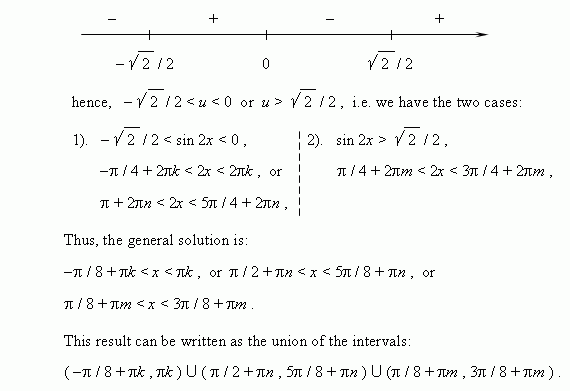 − + − +
−√2 / 2 0 √2 / 2
hence, −√2 / 2 < u < 0 or u > √2 / 2 , i.e. we have the two cases:
1). −√2 / 2 < sin 2x < 0 ,
−π / 4 + 2πk < 2x < 2πk , or
π + 2πn < 2x < 5π / 4 + 2πn ,
2). sin 2x > √2 / 2 ,
π / 4 + 2πm < 2x < 3π / 4 + 2πm ,
Thus, the general solution is:
−π / 8 + πk < x < πk , or π / 2 + πn < x < 5π / 8 + πn , or
π / 8 + πm < x < 3π / 8 + πm .
This result can be written as the union of the intervals:
( −π / 8 + πk , πk ) U ( π / 2 + πn , 5π / 8 + πn ) U (π / 8 + πm , 3π / 8 + πm ) .